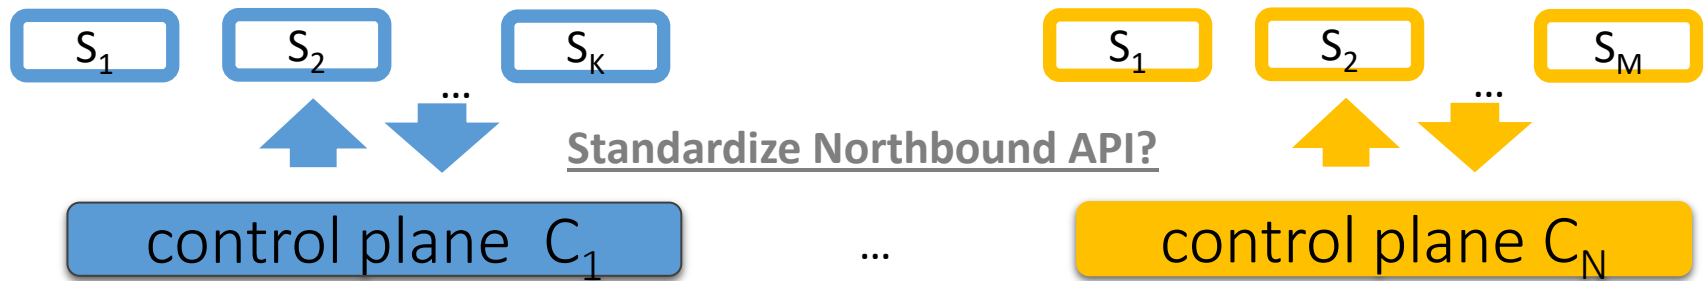 S1 S2 SK S1 S2 SM
... ...
Standardize Northbound API?
control plane C1 ... control plane CN